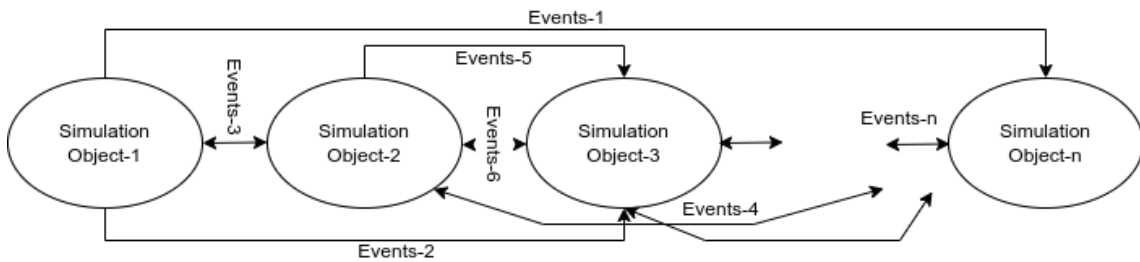 Events-1
Events-5
Events-3
Simulation
Object-1
Simulation
Object-2
Events-6
Simulation
Object-3
Events-n
Simulation
Object-n
Events-4
Events-2